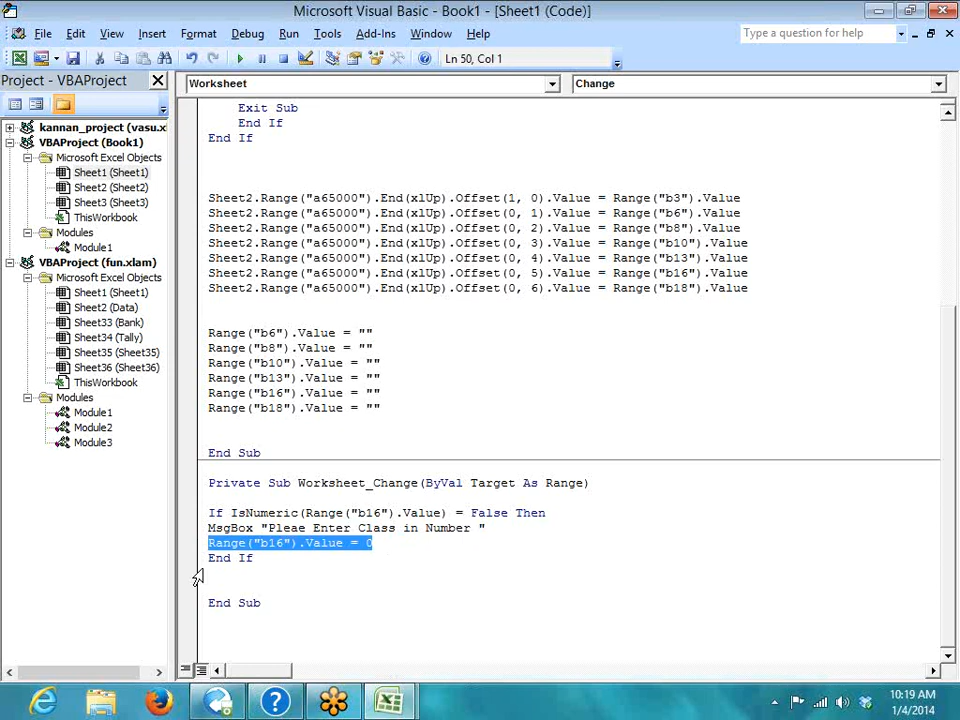 Microsoft Visual Basic - Book1 - [Sheet1 (Code)]
File Edit View Insert Format Debug Run Tools Add-Ins Window Help
Type a question for help
Ln 50, Col 1
Project - VBAProject
Worksheet
Change
kannan_project (vasu.xl
VBAProject (Book1)
Microsoft Excel Objects
Sheet1 (Sheet1)
Sheet2 (Sheet2)
Sheet3 (Sheet3)
ThisWorkbook
Modules
Module1
VBAProject (fun.xlam)
Microsoft Excel Objects
Sheet1 (Sheet1)
Sheet2 (Data)
Sheet33 (Bank)
Sheet34 (Tally)
Sheet35 (Sheet35)
Sheet36 (Sheet36)
ThisWorkbook
Modules
Module1
Module2
Module3
Exit Sub
End If
End If
Sheet2.Range("a65000").End(xlUp).Offset(1, 0).Value = Range("b3").Value
Sheet2.Range("a65000").End(xlUp).Offset(0, 1).Value = Range("b6").Value
Sheet2.Range("a65000").End(xlUp).Offset(0, 2).Value = Range("b8").Value
Sheet2.Range("a65000").End(xlUp).Offset(0, 3).Value = Range("b10").Value
Sheet2.Range("a65000").End(xlUp).Offset(0, 4).Value = Range("b13").Value
Sheet2.Range("a65000").End(xlUp).Offset(0, 5).Value = Range("b16").Value
Sheet2.Range("a65000").End(xlUp).Offset(0, 6).Value = Range("b18").Value
Range("b6").Value = ""
Range("b8").Value = ""
Range("b10").Value = ""
Range("b13").Value = ""
Range("b16").Value = ""
Range("b18").Value = ""
End Sub
Private Sub Worksheet_Change(ByVal Target As Range)
If IsNumeric(Range("b16").Value) = False Then
MsgBox "Pleae Enter Class in Number "
Range("b16").Value = 0
End If
End Sub
10:19 AM
1/4/2014